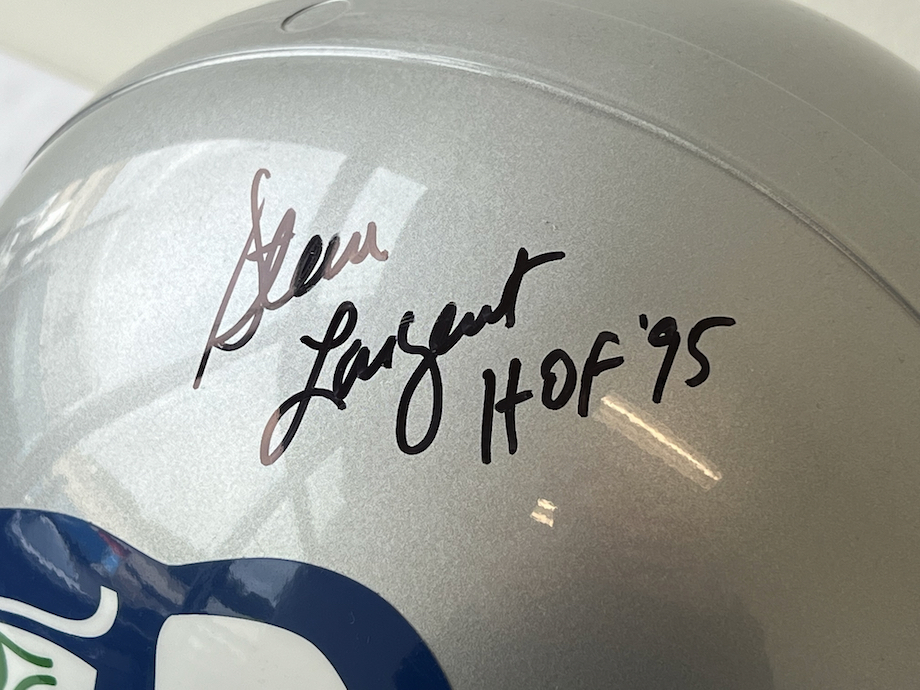 Steve
Largent
HOF '95